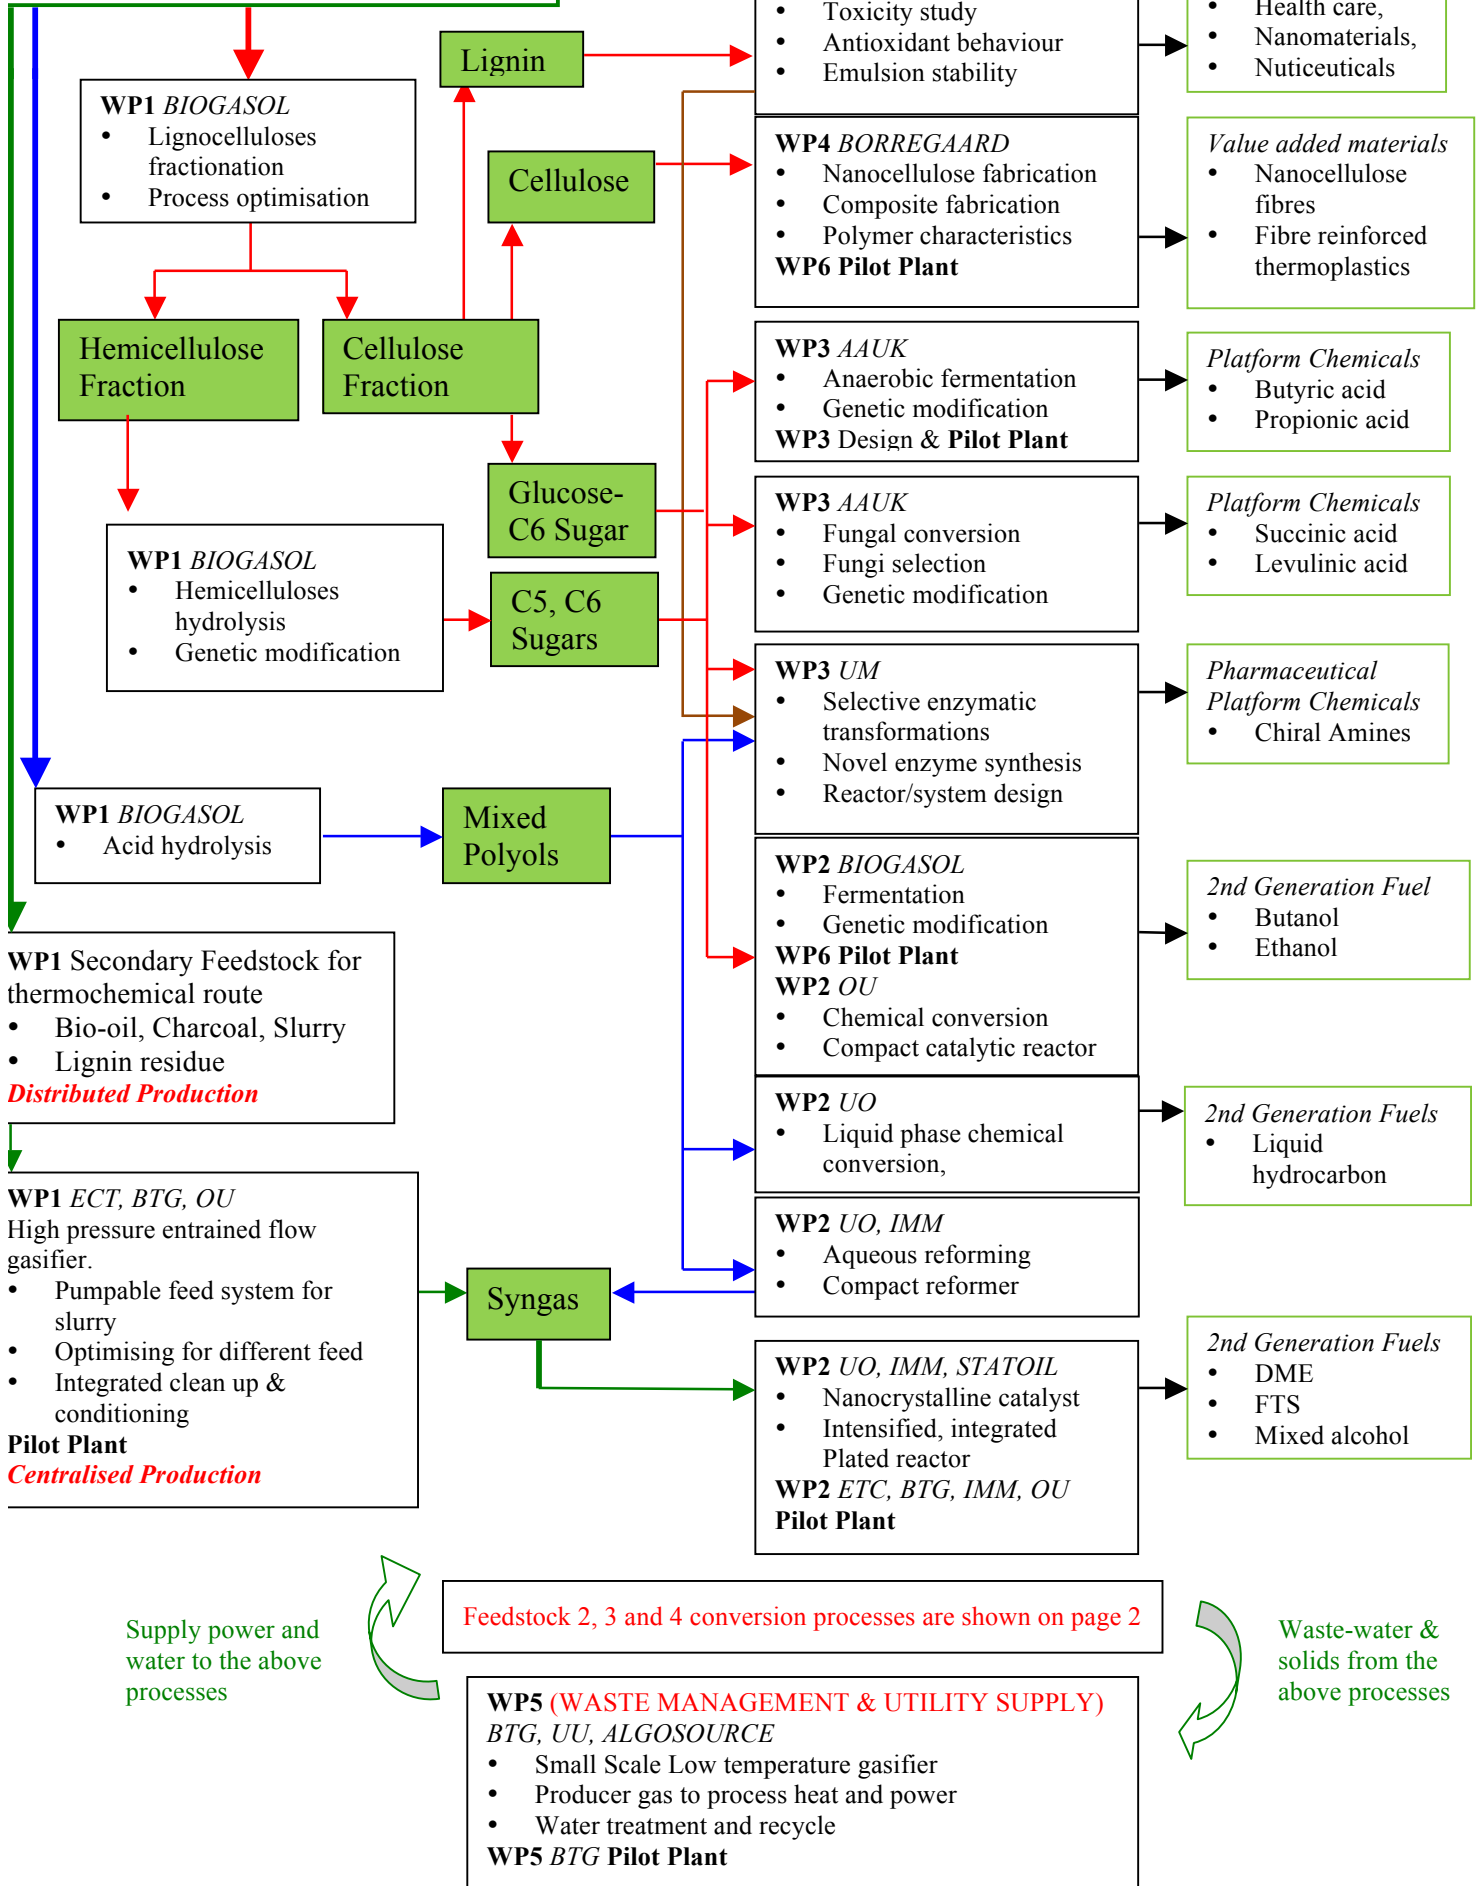 • Toxicity study
• Antioxidant behaviour
• Emulsion stability
• Health care,
• Nanomaterials,
• Nuticeuticals
Lignin
WP1 BIOGASOL
• Lignocelluloses
fractionation
• Process optimisation
Cellulose
WP4 BORREGAARD
• Nanocellulose fabrication
• Composite fabrication
• Polymer characteristics
WP6 Pilot Plant
Value added materials
• Nanocellulose
fibres
• Fibre reinforced
thermoplastics
Hemicellulose
Fraction
Cellulose
Fraction
WP3 AAUK
• Anaerobic fermentation
• Genetic modification
WP3 Design & Pilot Plant
Platform Chemicals
• Butyric acid
• Propionic acid
Glucose-
C6 Sugar
WP3 AAUK
• Fungal conversion
• Fungi selection
• Genetic modification
Platform Chemicals
• Succinic acid
• Levulinic acid
WP1 BIOGASOL
• Hemicelluloses
hydrolysis
• Genetic modification
C5, C6
Sugars
WP3 UM
• Selective enzymatic
transformations
• Novel enzyme synthesis
• Reactor/system design
Pharmaceutical
Platform Chemicals
• Chiral Amines
WP1 BIOGASOL
• Acid hydrolysis
Mixed
Polyols
WP2 BIOGASOL
• Fermentation
• Genetic modification
WP6 Pilot Plant
WP2 OU
• Chemical conversion
• Compact catalytic reactor
2nd Generation Fuel
• Butanol
• Ethanol
WP1 Secondary Feedstock for
thermochemical route
• Bio-oil, Charcoal, Slurry
• Lignin residue
Distributed Production
WP2 UO
• Liquid phase chemical
conversion,
2nd Generation Fuels
• Liquid
hydrocarbon
WP1 ECT, BTG, OU
High pressure entrained flow
gasifier.
• Pumpable feed system for
slurry
• Optimising for different feed
• Integrated clean up &
conditioning
Pilot Plant
Centralised Production
Syngas
WP2 UO, IMM
• Aqueous reforming
• Compact reformer
WP2 UO, IMM, STATOIL
• Nanocrystalline catalyst
• Intensified, integrated
Plated reactor
WP2 ETC, BTG, IMM, OU
Pilot Plant
2nd Generation Fuels
• DME
• FTS
• Mixed alcohol
Supply power and
water to the above
processes
Feedstock 2, 3 and 4 conversion processes are shown on page 2
Waste-water &
solids from the
above processes
WP5 (WASTE MANAGEMENT & UTILITY SUPPLY)
BTG, UU, ALGOSOURCE
• Small Scale Low temperature gasifier
• Producer gas to process heat and power
• Water treatment and recycle
WP5 BTG Pilot Plant